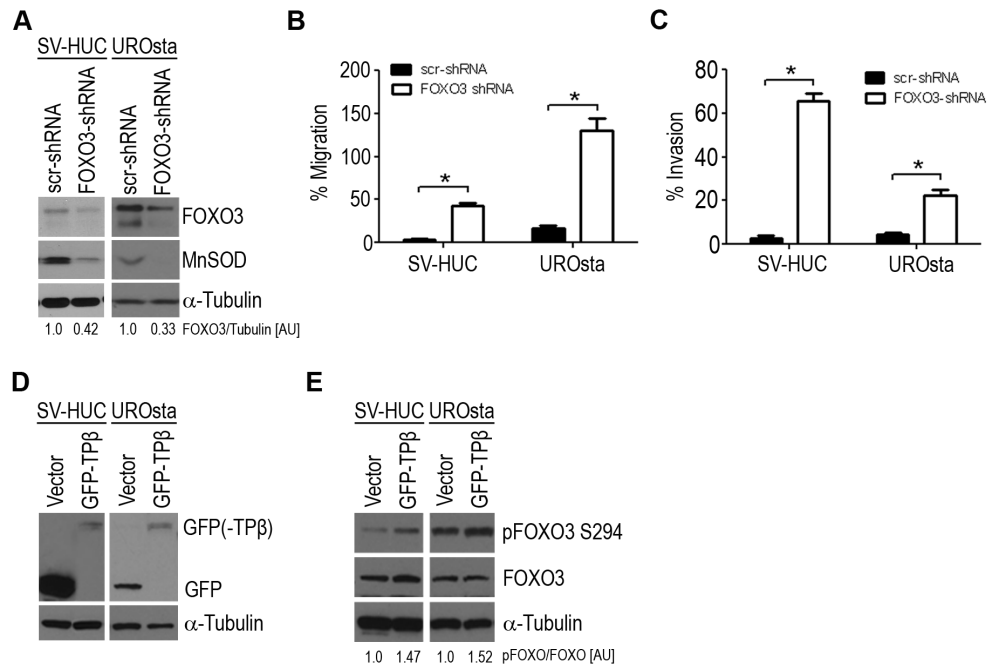 A
SV-HUC UROsta
scr-shRNA
FOXO3-shRNA
scr-shRNA
FOXO3-shRNA
FOXO3
MnSOD
α-Tubulin
1.0 0.42 1.0 0.33 FOXO3/Tubulin [AU]
B
% Migration
200
150
100
50
0
scr-shRNA
FOXO3 shRNA
*
*
SV-HUC UROsta
C
% Invasion
80
60
40
20
0
scr-shRNA
FOXO3-shRNA
*
*
SV-HUC UROsta
D
SV-HUC UROsta
Vector
GFP-TPβ
Vector
GFP-TPβ
GFP(-TPβ)
GFP
α-Tubulin
E
SV-HUC UROsta
Vector
GFP-TPβ
Vector
GFP-TPβ
pFOXO3 S294
FOXO3
α-Tubulin
1.0 1.47 1.0 1.52 pFOXO/FOXO [AU]